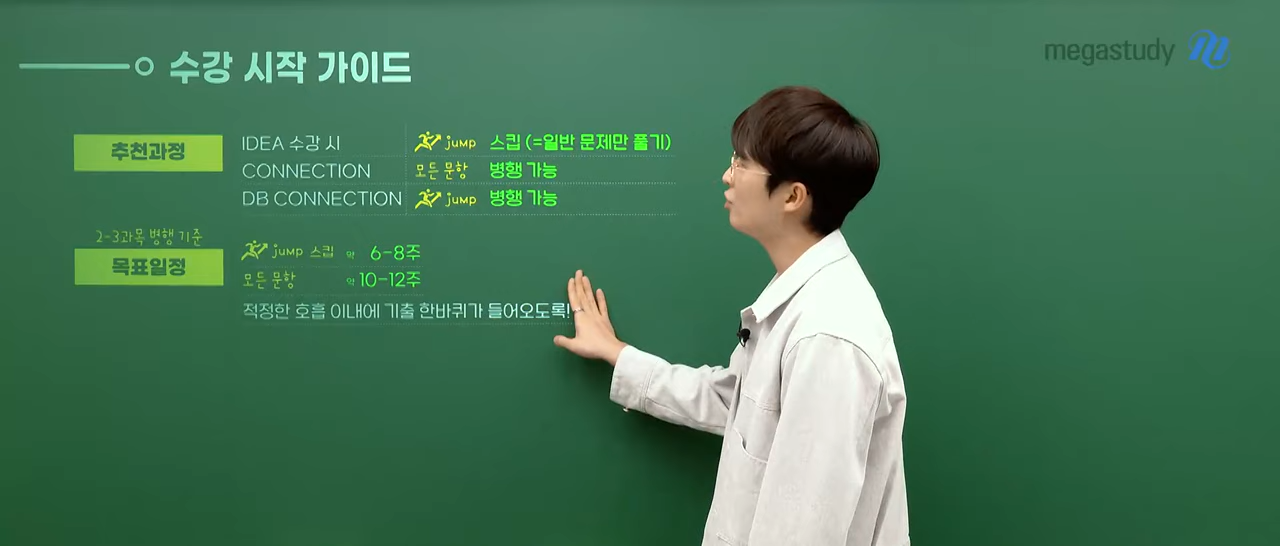 수강 시작 가이드
megastudy
추천과정
IDEA 수강 시 jump 스킵 (=일반 문제만 풀기)
CONNECTION 모든 문항 병행 가능
DB CONNECTION jump 병행 가능
2-3과목 병행 기준
목표일정
jump 스킵 약 6-8주
모든 문항 약 10-12주
적정한 호흡 이내에 기출 한바퀴가 들어오도록!